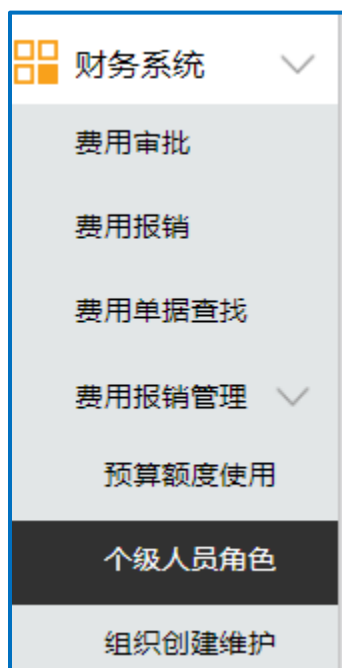 财务系统
费用审批
费用报销
费用单据查找
费用报销管理
预算额度使用
个级人员角色
组织创建维护